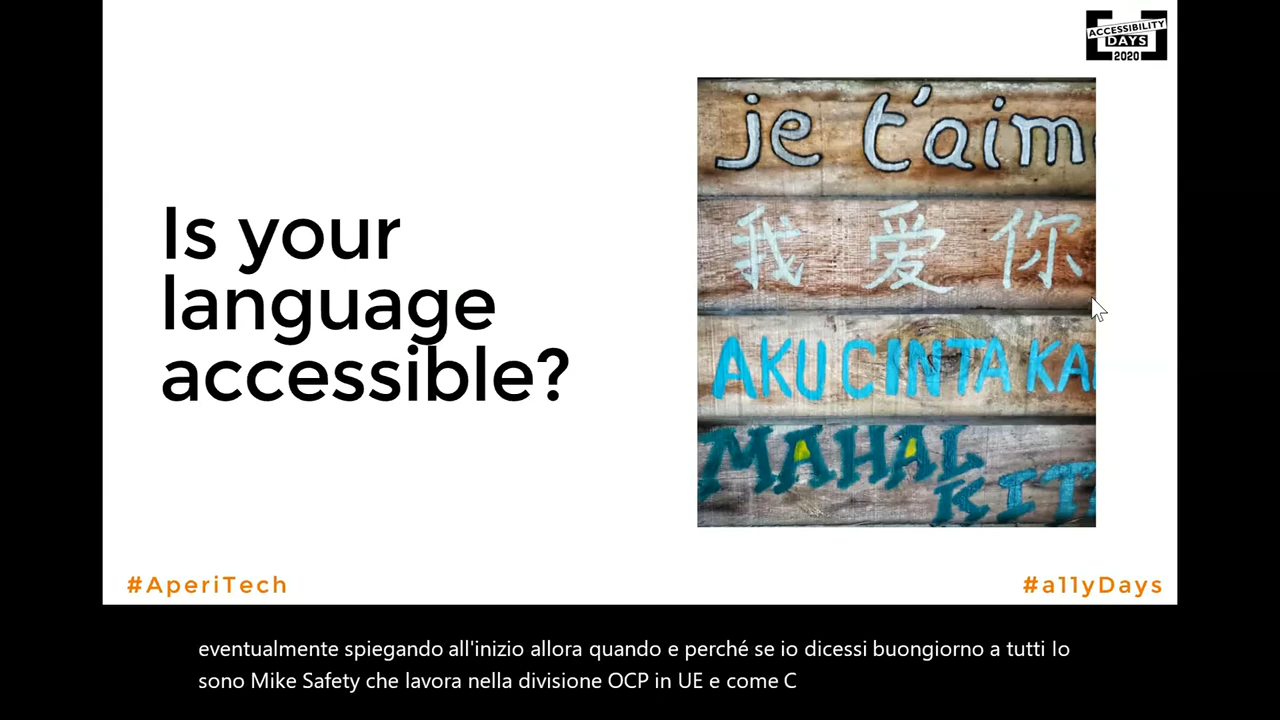 ACCESSIBILITY
DAYS
2020
Is your
language
accessible?
je t'aime
我 爱 你
AKU CINTA KA
MAHAL
KIT
#AperiTech
#a11yDays
eventualmente spiegando all'inizio allora quando e perché se io dicessi buongiorno a tutti Io
sono Mike Safety che lavora nella divisione OCP in UE e come C